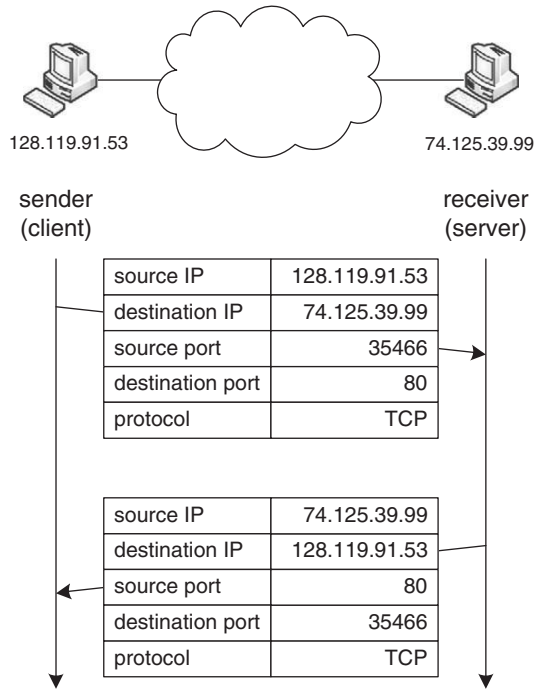 128.119.91.53 74.125.39.99
sender receiver
(client) (server)
source IP 128.119.91.53
destination IP 74.125.39.99
source port 35466
destination port 80
protocol TCP
source IP 74.125.39.99
destination IP 128.119.91.53
source port 80
destination port 35466
protocol TCP